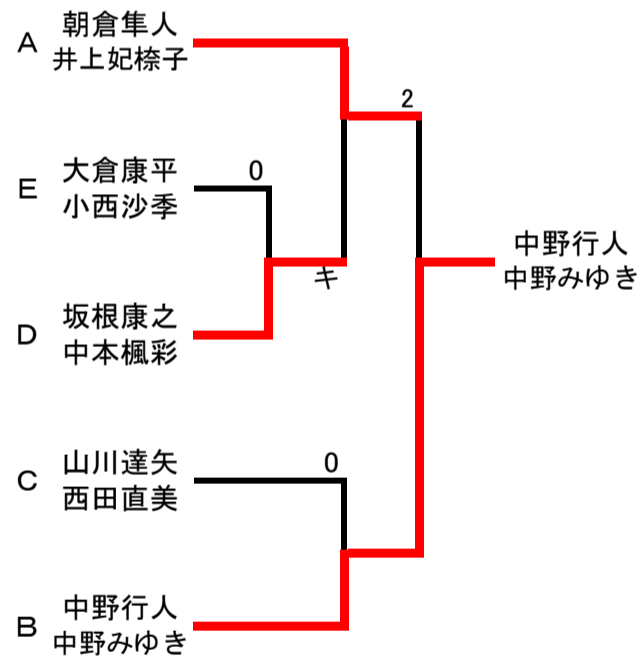 A
朝倉隼人
井上妃椋子
2
E
大倉康平
小西沙季
0
中野行人
中野みゆき
キ
D
坂根康之
中本楓彩
C
山川達矢
西田直美
0
B
中野行人
中野みゆき